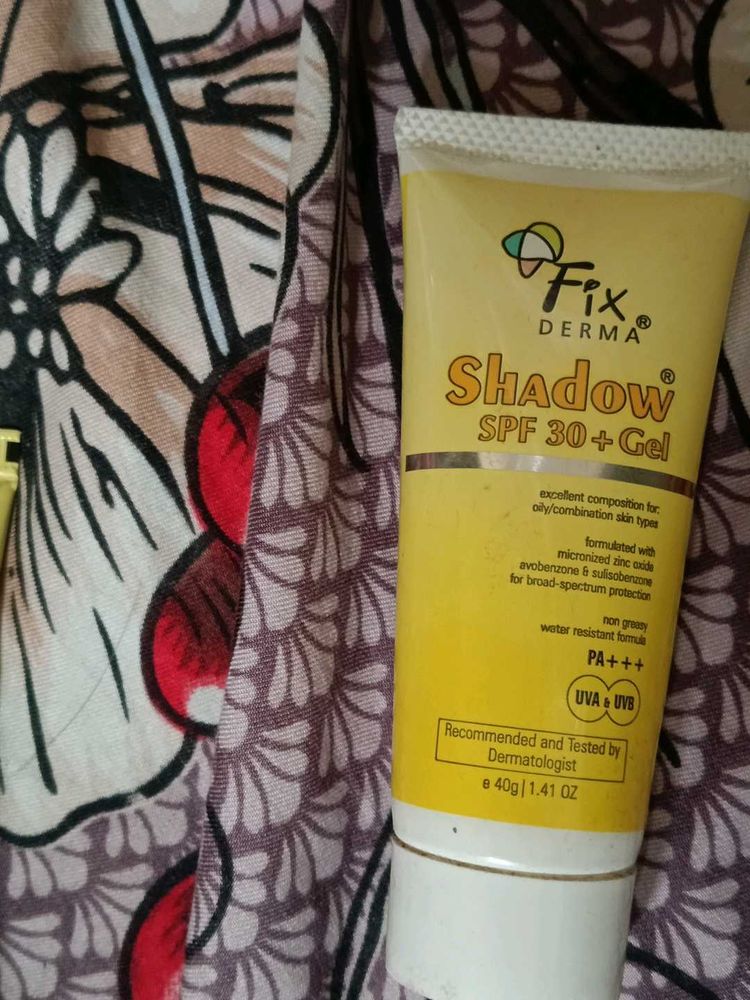 Fix
DERMA®
Shadow®
SPF 30+Gel
excellent composition for:
oily/combination skin types
formulated with
micronized zinc oxide
avobenzone & sulisobenzone
for broad-spectrum protection
non greasy
water resistant formula
PA+++
UVA & UVB
Recommended and Tested by
Dermatologist
e 40g|1.41 OZ